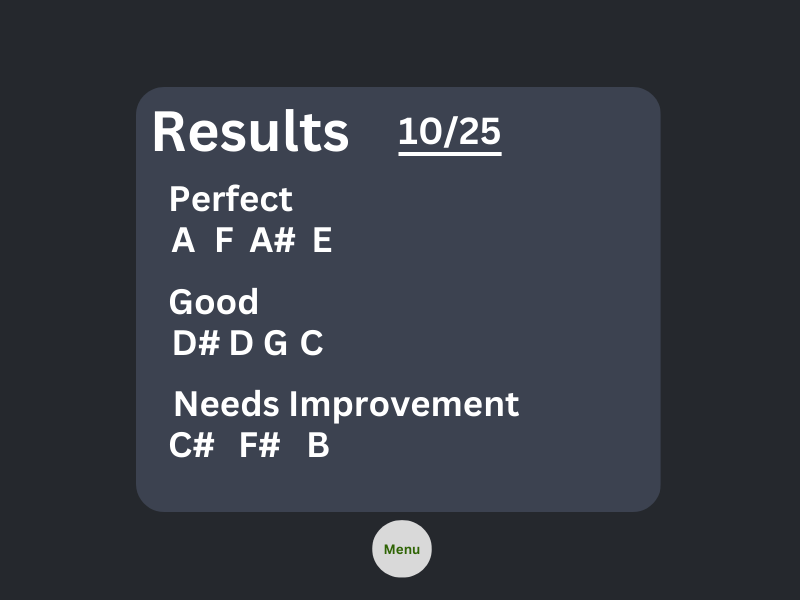 Results 10/25
Perfect
A F A# E
Good
D# D G C
Needs Improvement
C# F# B
Menu